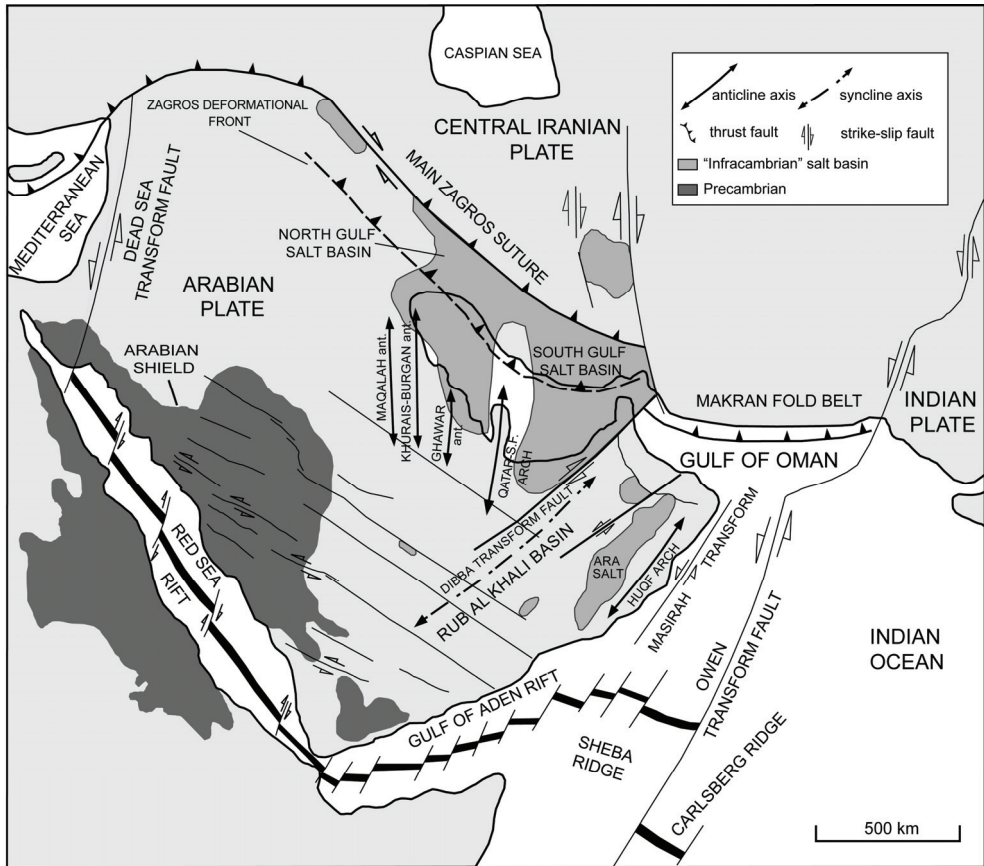 CASPIAN SEA
anticline axis
syncline axis
thrust fault
strike-slip fault
“Infracambrian” salt basin
Precambrian
ZAGROS DEFORMATIONAL
FRONT
CENTRAL IRANIAN
PLATE
MAIN ZAGROS SUTURE
MEDITERRANEAN
SEA
DEAD SEA
TRANSFORM FAULT
NORTH GULF
SALT BASIN
ARABIAN
PLATE
ARABIAN
SHIELD
MAQALAH ant.
KHURAIS-BURGAN ant.
GHAWAR
ant.
QATAR S.F.
ARCH
SOUTH GULF
SALT BASIN
MAKRAN FOLD BELT
INDIAN
PLATE
GULF OF OMAN
DIBBA TRANSFORM FAULT
RUB AL KHALI BASIN
ARA
SALT
HUQF ARCH
MASIRAH TRANSFORM
RED SEA
RIFT
OWEN
TRANSFORM FAULT
INDIAN
OCEAN
GULF OF ADEN RIFT
SHEBA
RIDGE
CARLSBERG RIDGE
500 km